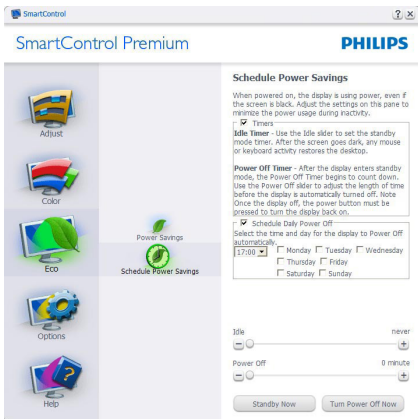 SmartControl
SmartControl Premium
PHILIPS
Adjust
Color
Eco
Options
Help
Power Savings
Schedule Power Savings
Schedule Power Savings
When powered on, the display is using power, even if
the screen is black. Adjust the settings on this pane to
minimize the power usage during inactivity.
Timers
Idle Timer - Use the Idle slider to set the standby
mode timer. After the screen goes dark, any mouse
or keyboard activity restores the desktop.
Power Off Timer - After the display enters standby
mode, the Power Off Timer begins to count down.
Use the Power Off slider to adjust the length of time
before the display is automatically turned off. Note
Once the display off, the power button must be
pressed to turn the display back on.
Schedule Daily Power Off
Select the time and day for the display to Power Off
automatically.
17:00 Monday Tuesday Wednesday
Thursday Friday
Saturday Sunday
Idle never
Power Off 0 minute
Standby Now Turn Power Off Now